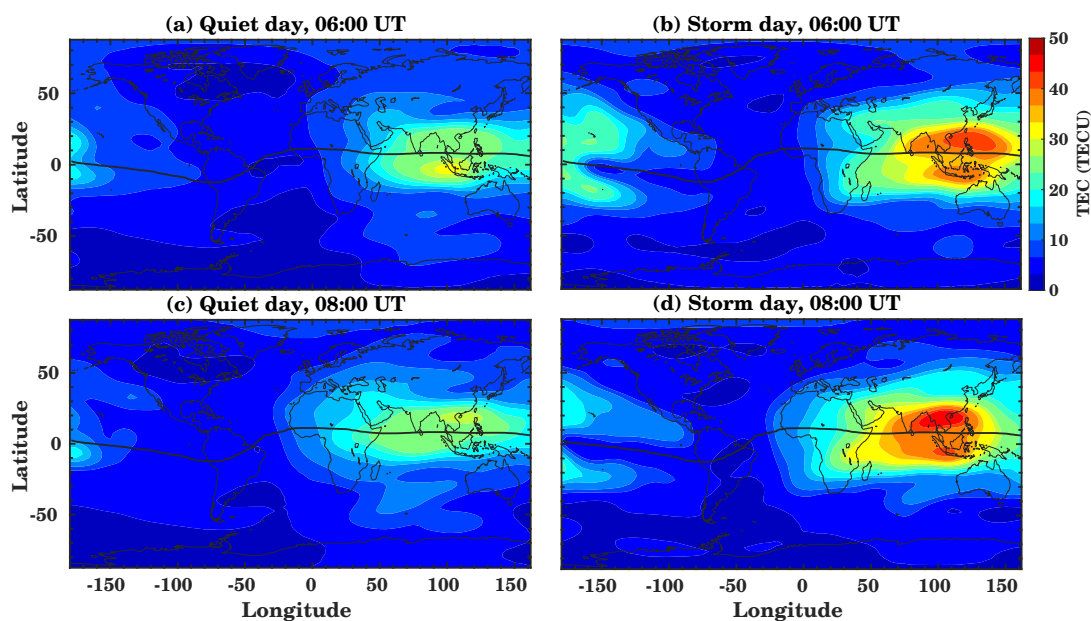 (a) Quiet day, 06:00 UT
(b) Storm day, 06:00 UT
50
0
-50
Latitude
50
40
30
20
10
0
TEC (TECU)
(c) Quiet day, 08:00 UT
(d) Storm day, 08:00 UT
50
0
-50
Latitude
-150 -100 -50 0 50 100 150
Longitude
-150 -100 -50 0 50 100 150
Longitude